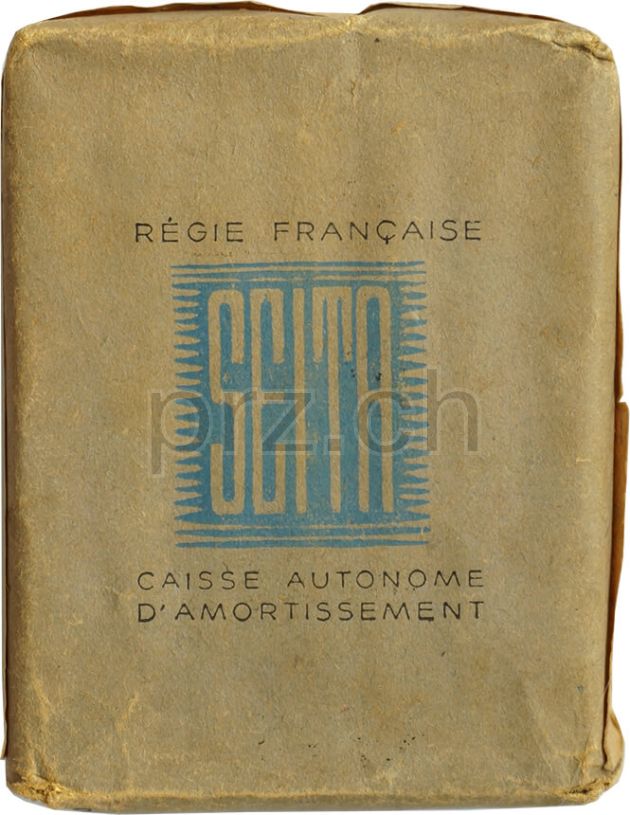 RÉGIE FRANÇAISE
SEITA
prz.ch
CAISSE AUTONOME
D'AMORTISSEMENT